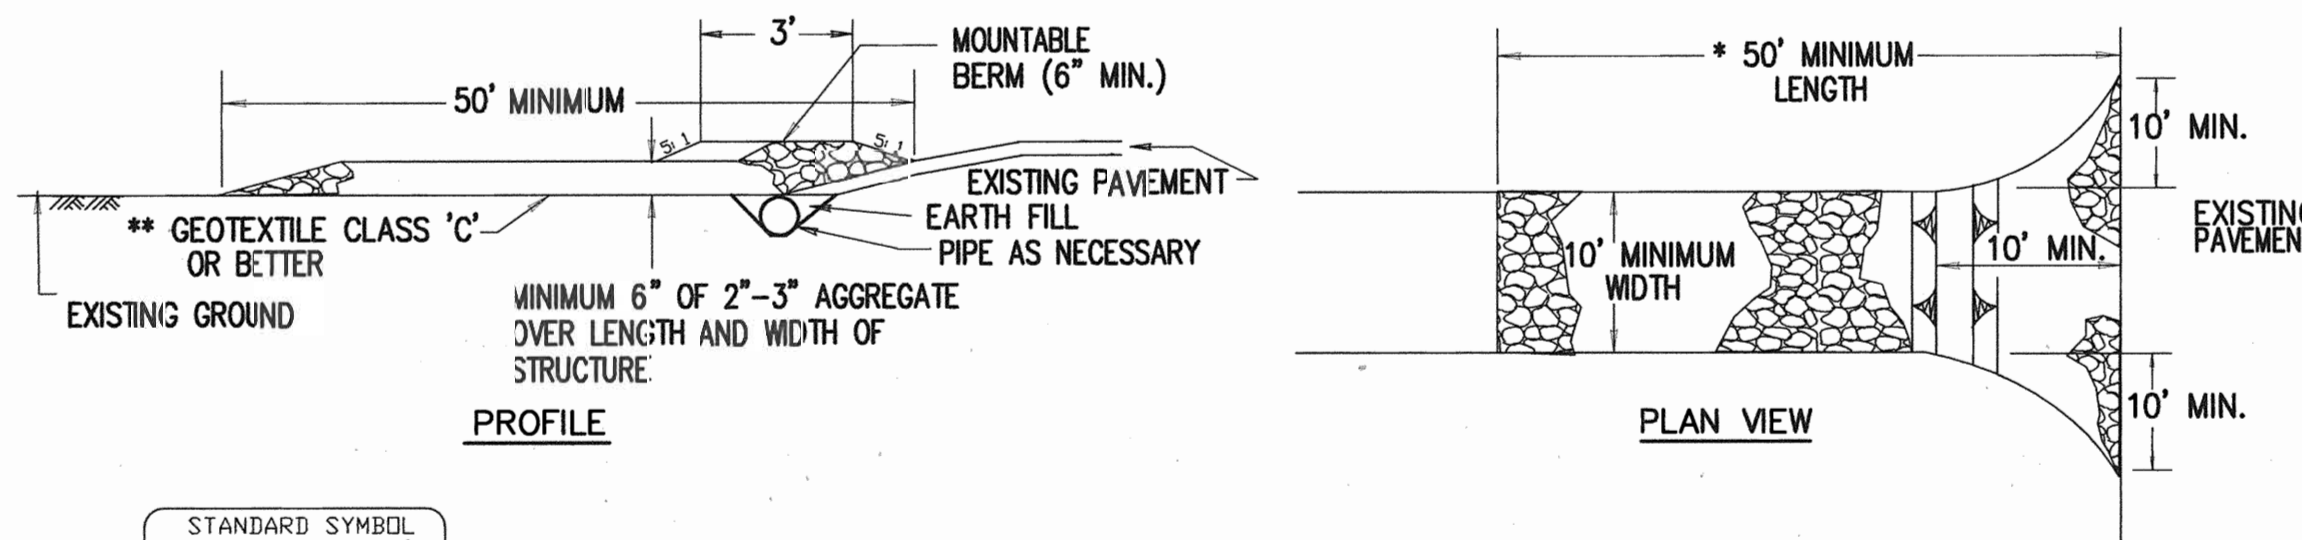 3'
MOUNTABLE
BERM (6" MIN.)
50' MINIMUM
5: 1
5: 1
EXISTING PAVEMENT
** GEOTEXTILE CLASS 'C'
OR BETTER
EARTH FILL
PIPE AS NECESSARY
EXISTING GROUND
MINIMUM 6" OF 2"-3" AGGREGATE
OVER LENGTH AND WIDTH OF
STRUCTURE
PROFILE
* 50' MINIMUM
LENGTH
10' MIN.
10' MINIMUM
WIDTH
10' MIN.
EXISTING
PAVEMEN
10' MIN.
PLAN VIEW
STANDARD SYMBOL